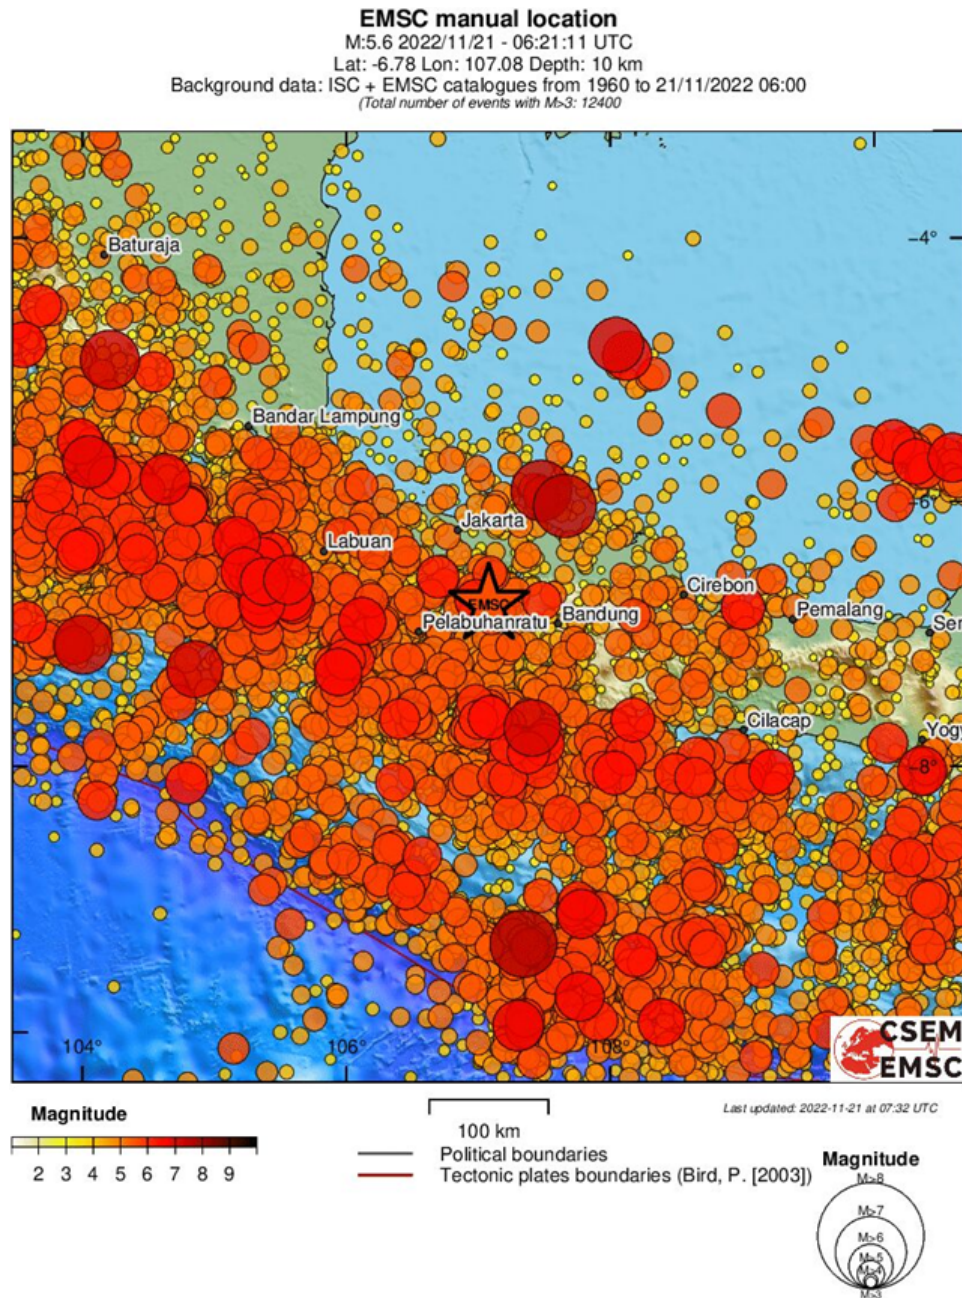 EMSC manual location
M:5.6 2022/11/21 - 06:21:11 UTC
Lat: -6.78 Lon: 107.08 Depth: 10 km
Background data: ISC + EMSC catalogues from 1960 to 21/11/2022 06:00
(Total number of events with M>3: 12400
-4°
Baturaja
Bandar Lampung
-6°
Jakarta
Labuan
EMSC
Cirebon
Pelabuhanratu
Bandung
Pemalang
Ser
Cilacap
Yogy
-8°
104°
106°
108°
CSEM
EMSC
Magnitude
2 3 4 5 6 7 8 9
100 km
Political boundaries
Tectonic plates boundaries (Bird, P. [2003])
Last updated: 2022-11-21 at 07:32 UTC
Magnitude
M>8
M>7
M>6
M>5
M>4
M>3